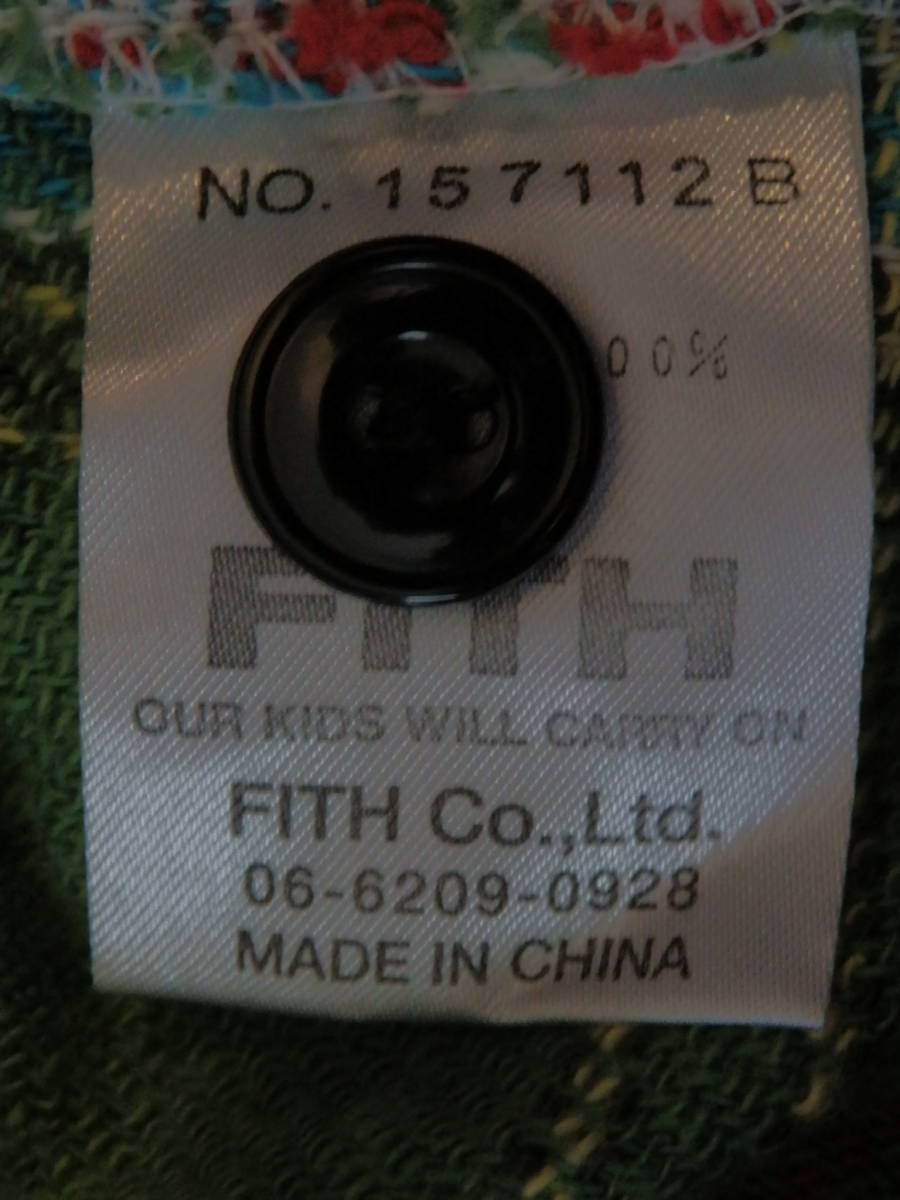 NO. 157112 B
00%
FITH
OUR KIDS WILL CARRY ON
FITH Co.,Ltd.
06-6209-0928
MADE IN CHINA